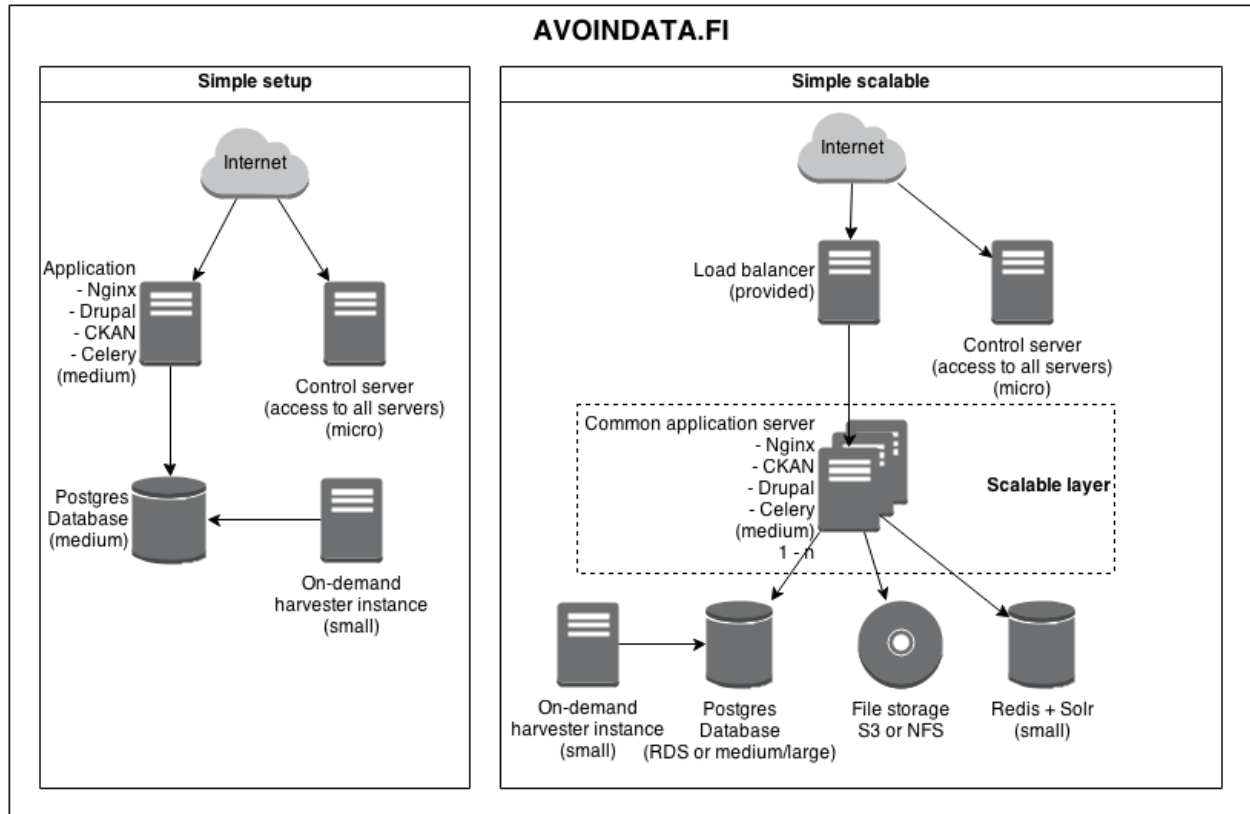 AVOINDATA.FI
Simple setup
Internet
Application
- Nginx
- Drupal
- CKAN
- Celery
(medium)
Control server
(access to all servers)
(micro)
Postgres
Database
(medium)
On-demand
harvester instance
(small)
Simple scalable
Internet
Load balancer
(provided)
Control server
(access to all servers)
(micro)
Common application server
- Nginx
- CKAN
- Drupal
- Celery
(medium)
1 - n
Scalable layer
On-demand
harvester instance
(small)
Postgres
Database
(RDS or medium/large)
File storage
S3 or NFS
Redis + Solr
(small)